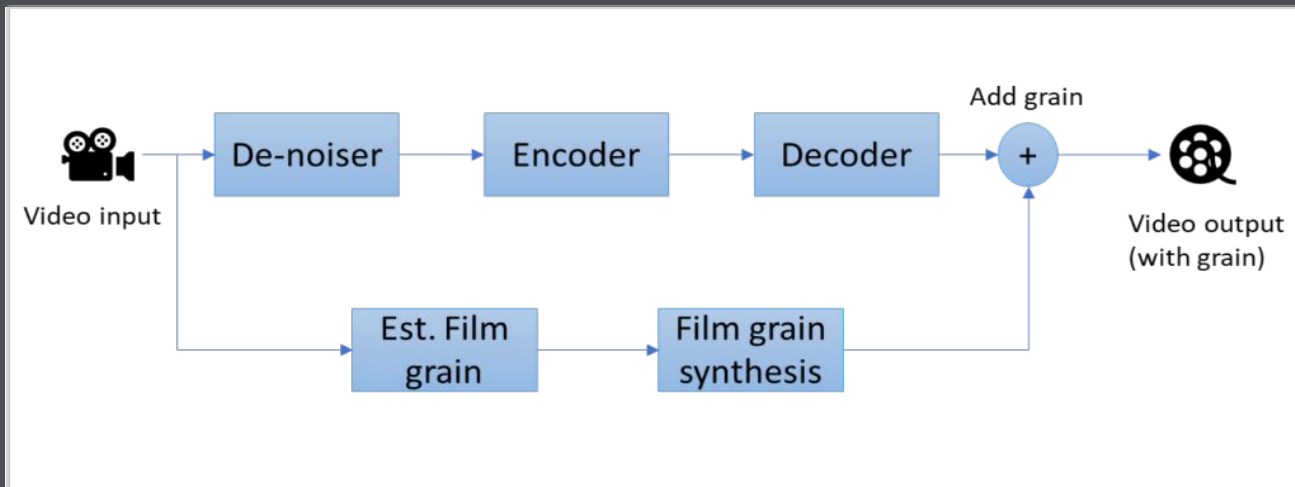 Add grain
De-noiser
Encoder
Decoder
+
Video input
Video output
(with grain)
Est. Film
grain
Film grain
synthesis